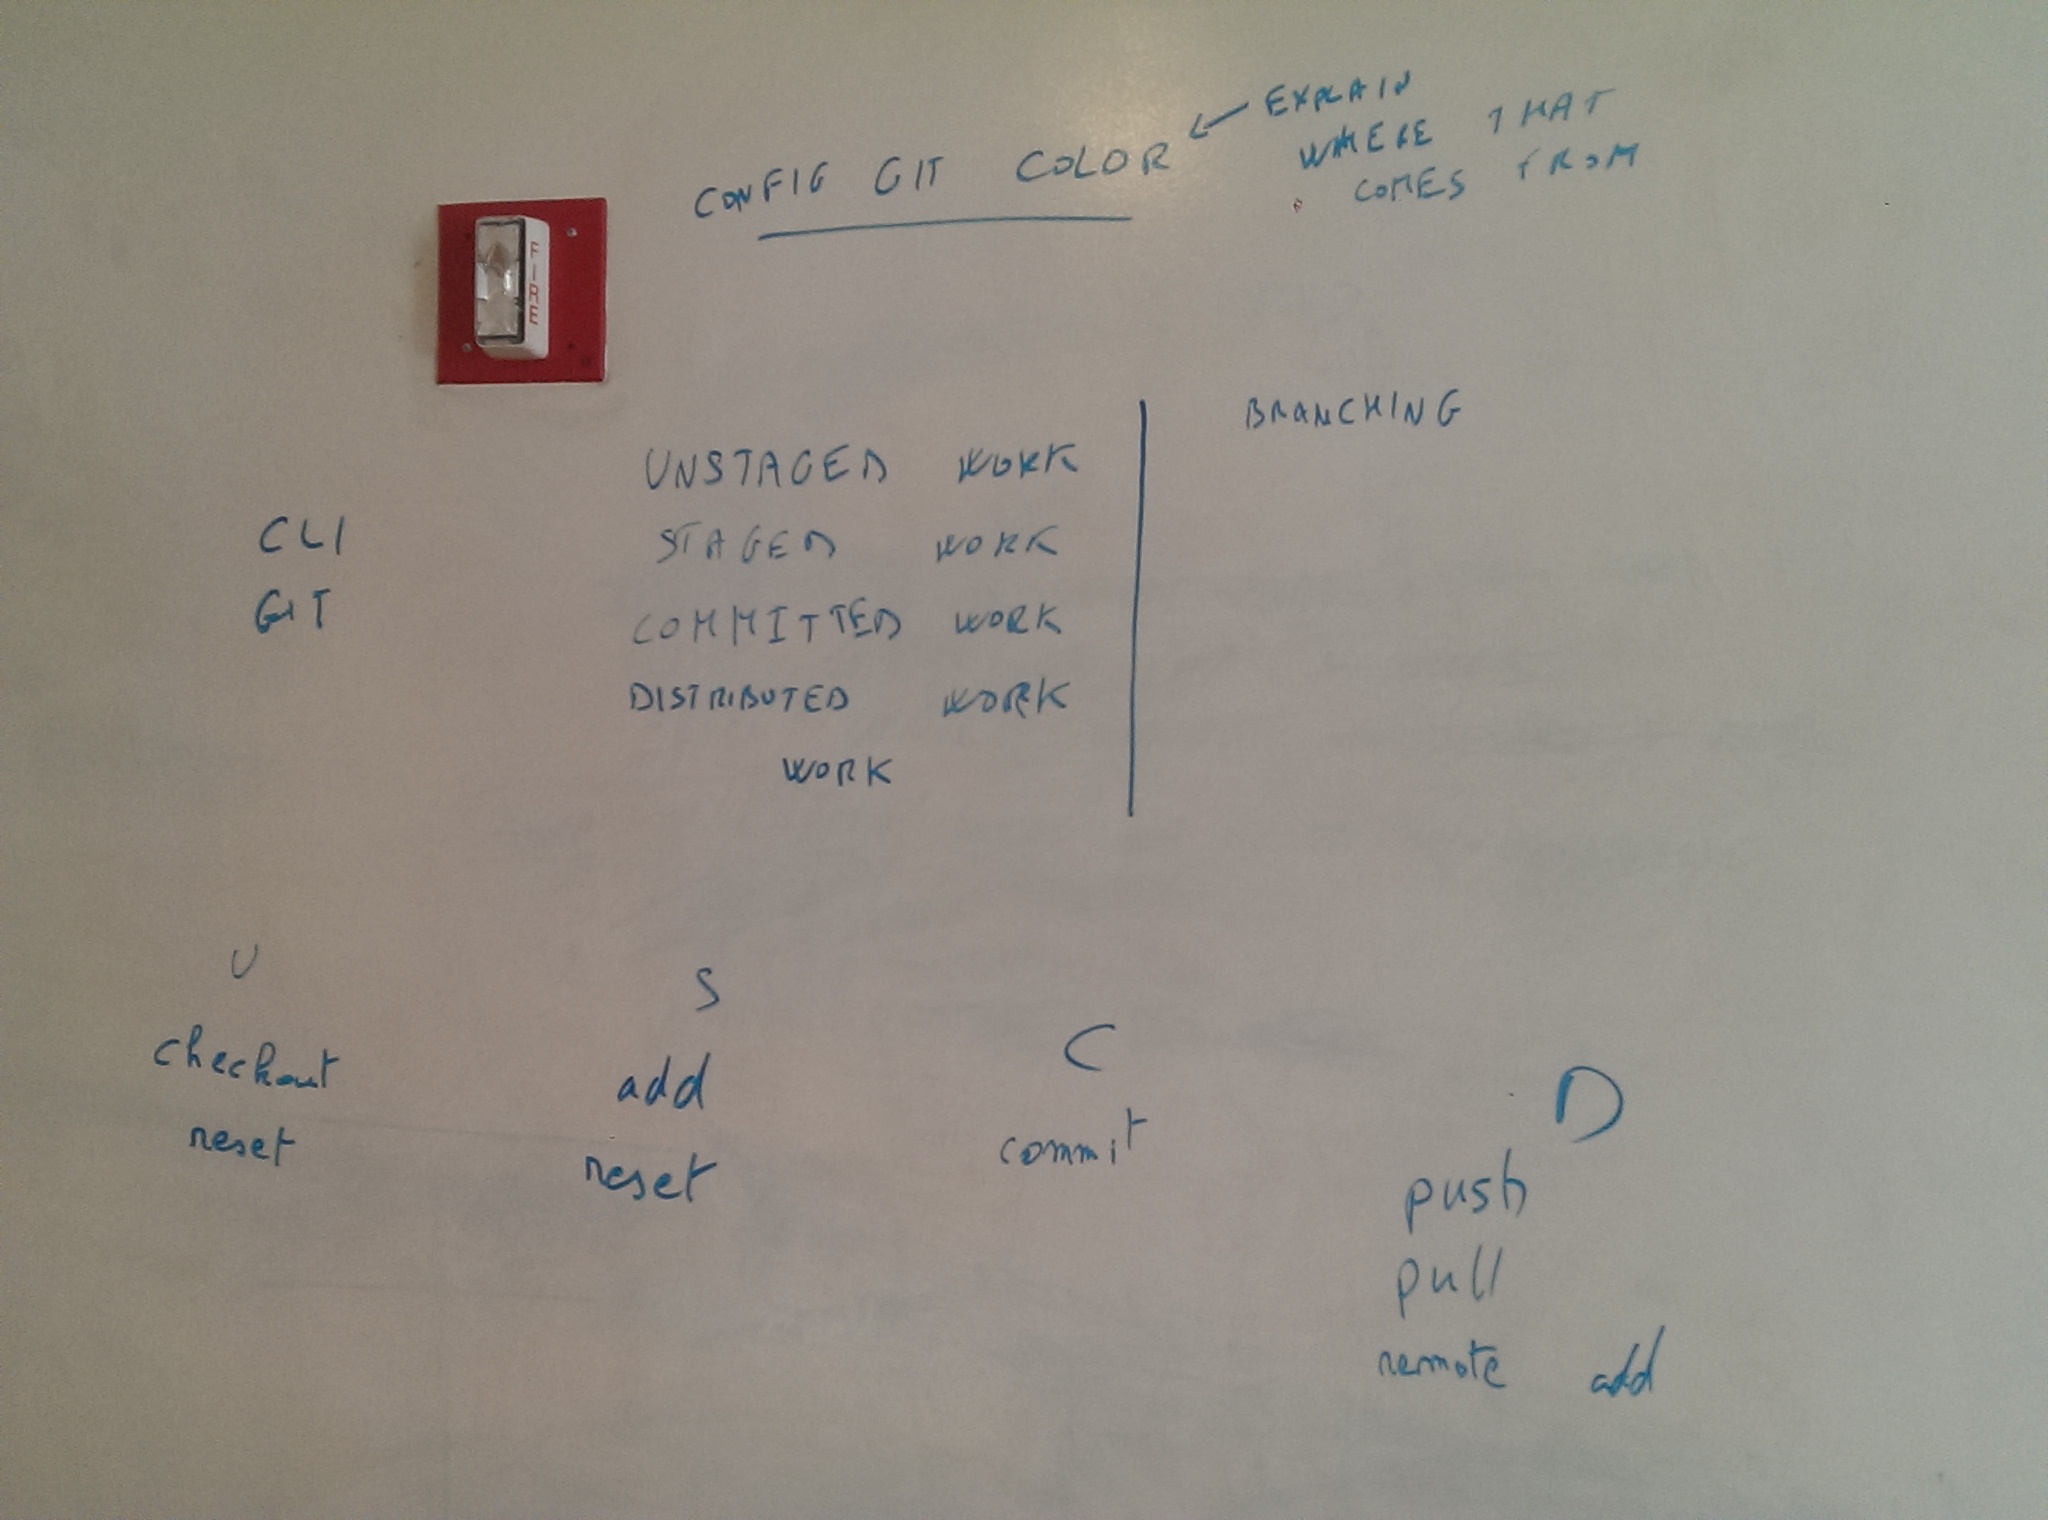 CONFIG GIT COLOR
EXPLAIN
WHERE THAT
COMES FROM
FIRE
CLI
GIT
UNSTAGED WORK
STAGED WORK
COMMITTED WORK
DISTRIBUTED WORK
WORK
BRANCHING
U
checkout
reset
S
add
reset
C
commit
D
push
pull
remote add